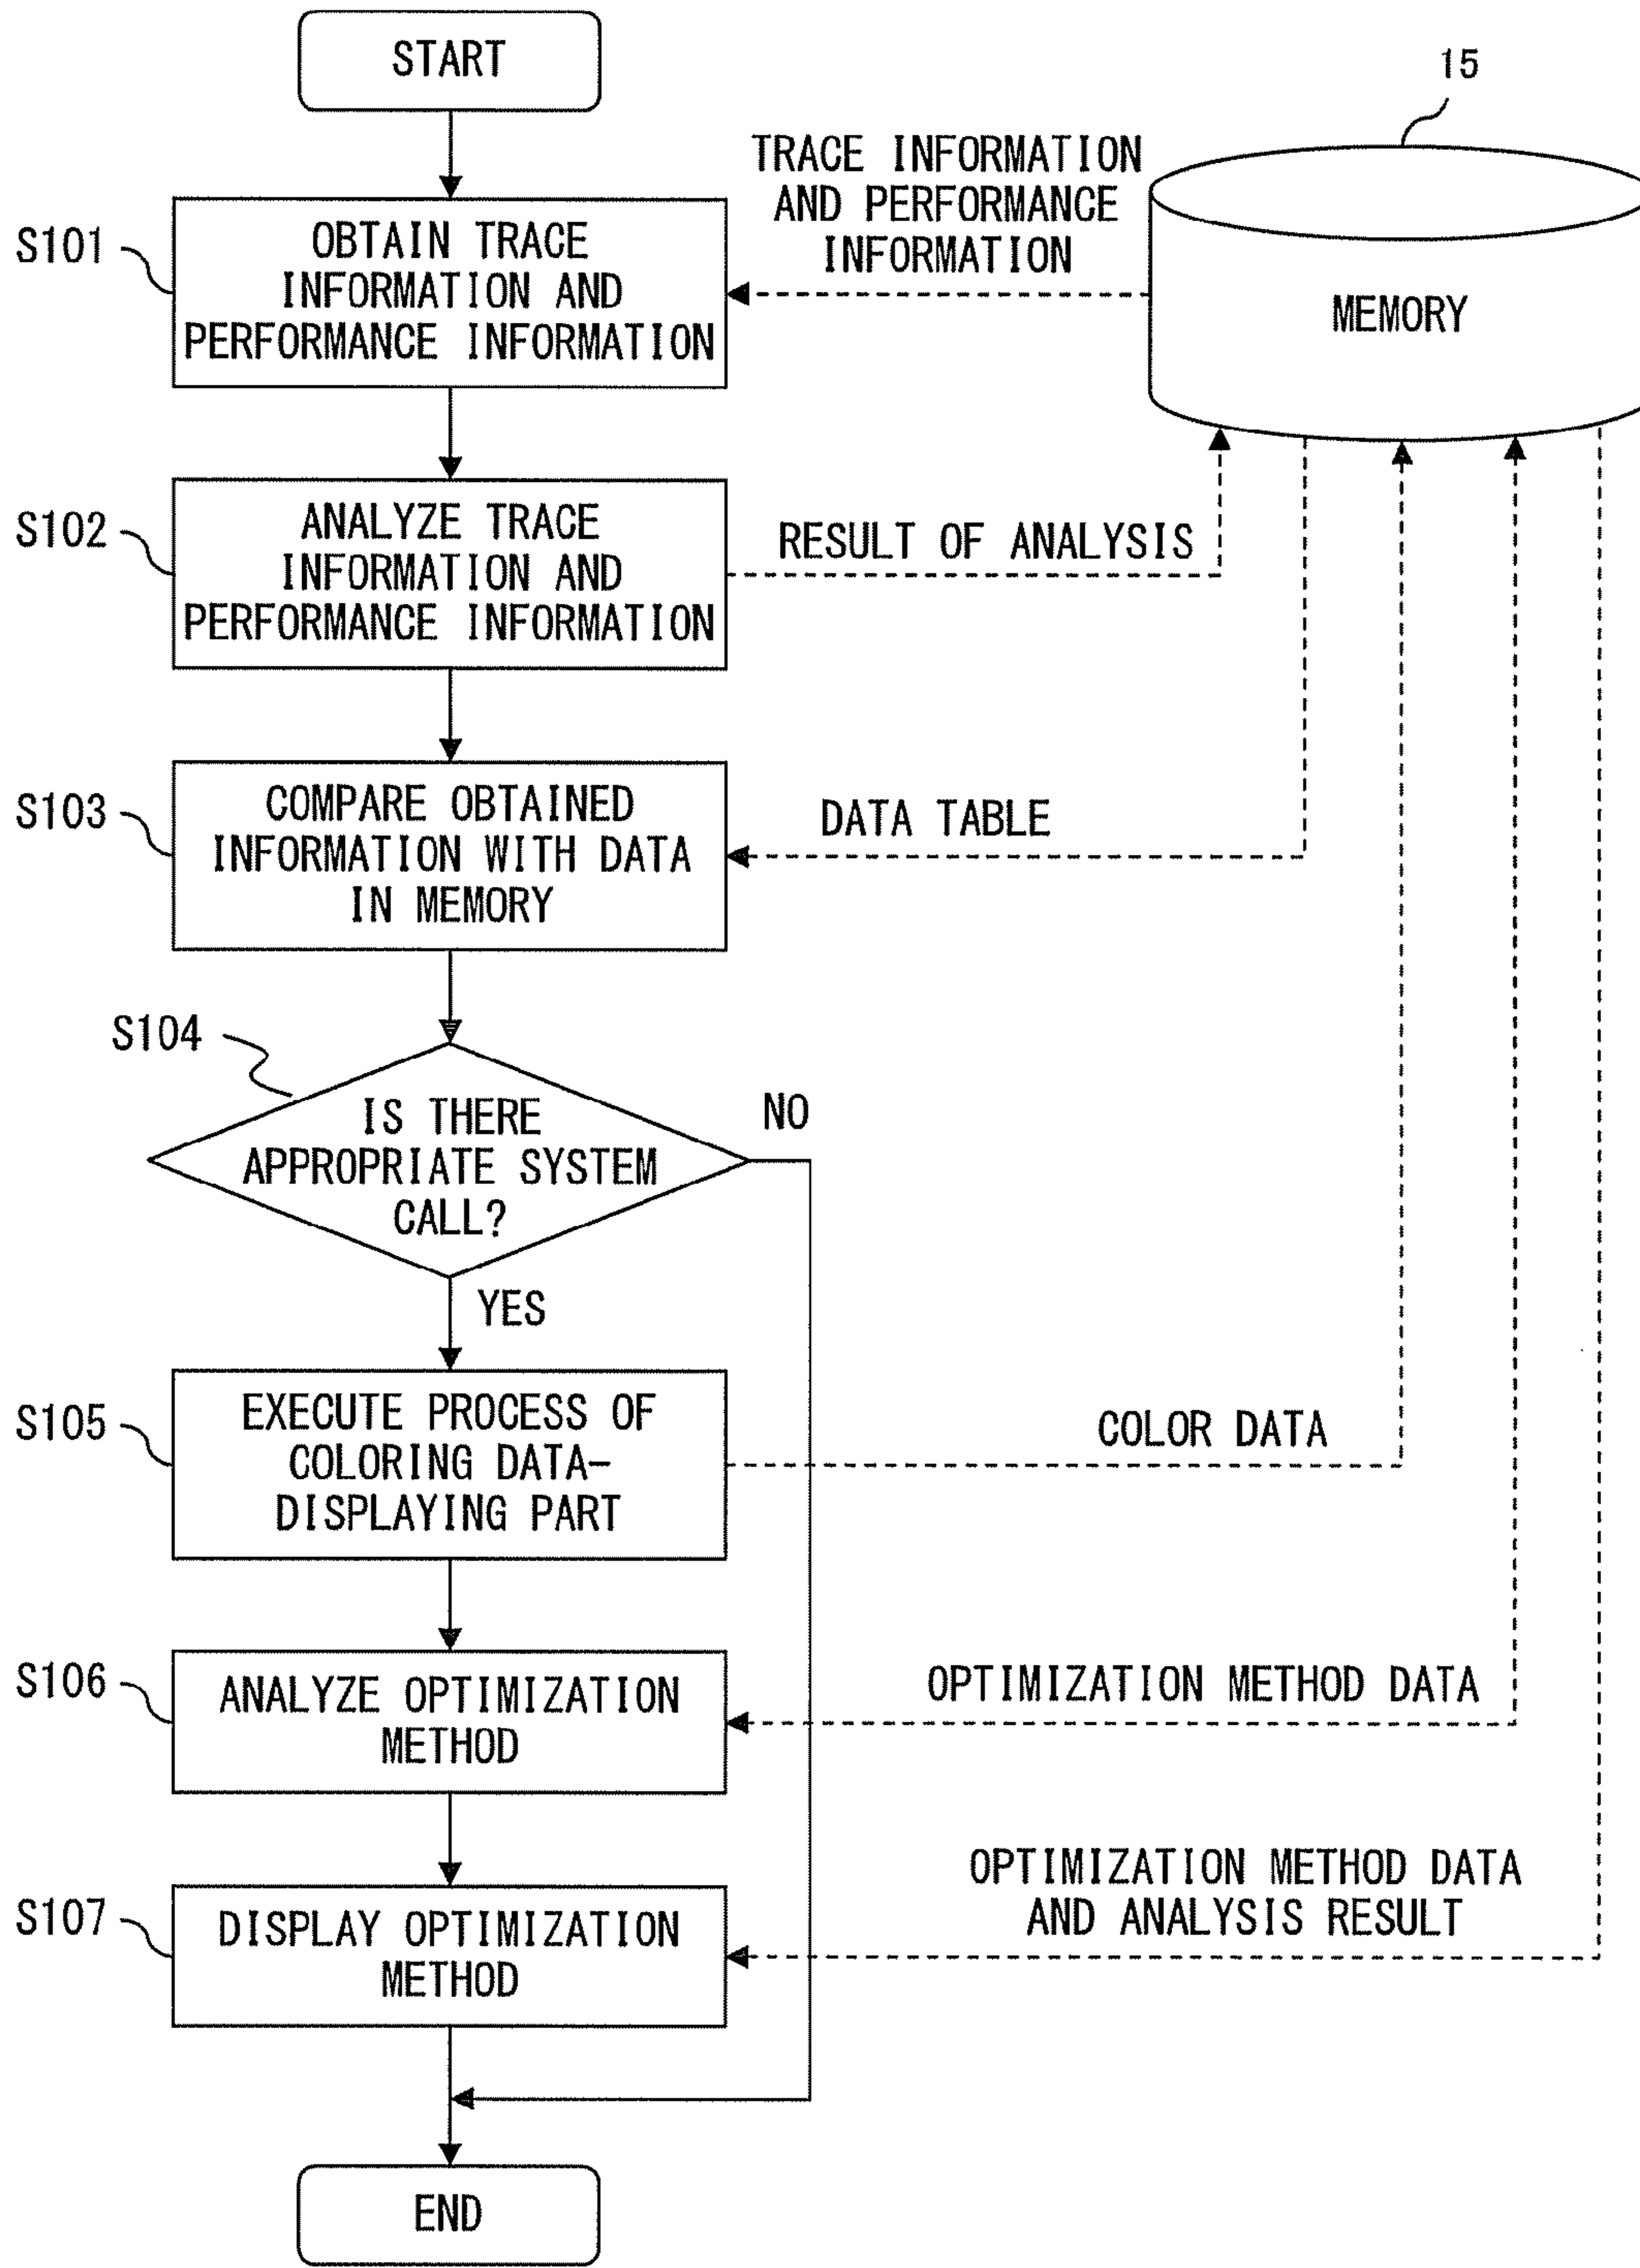 START
15
TRACE INFORMATION
AND PERFORMANCE
INFORMATION
S101
OBTAIN TRACE
INFORMATION AND
PERFORMANCE INFORMATION
MEMORY
S102
ANALYZE TRACE
INFORMATION AND
PERFORMANCE INFORMATION
RESULT OF ANALYSIS
S103
COMPARE OBTAINED
INFORMATION WITH DATA
IN MEMORY
DATA TABLE
S104
IS THERE
APPROPRIATE SYSTEM
CALL?
NO
YES
S105
EXECUTE PROCESS OF
COLORING DATA-
DISPLAYING PART
COLOR DATA
S106
ANALYZE OPTIMIZATION
METHOD
OPTIMIZATION METHOD DATA
S107
DISPLAY OPTIMIZATION
METHOD
OPTIMIZATION METHOD DATA
AND ANALYSIS RESULT
END